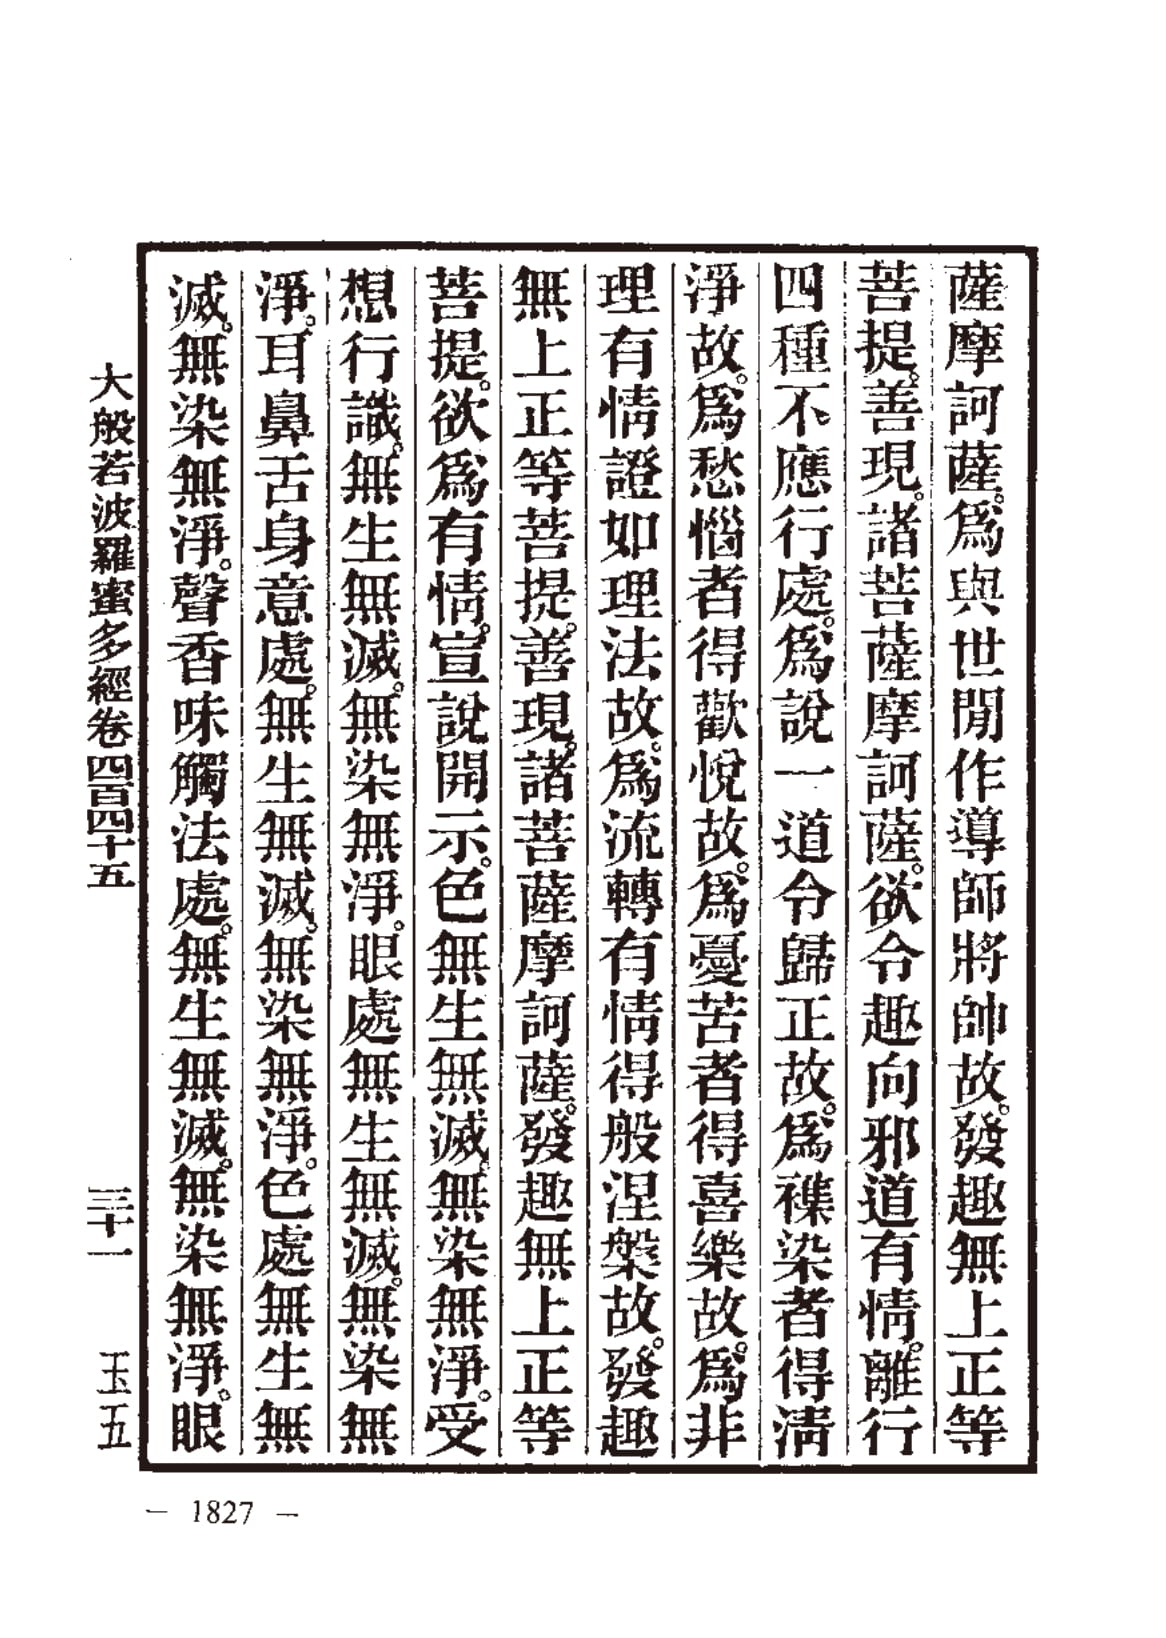 薩摩訶薩。爲與世閒作導師將帥故。發趣無上正等
菩提。善現。諸菩薩摩訶薩。欲令趣向邪道有情。離行
四種不應行處。爲說一道令歸正故。爲襍染者得淸
淨故。爲愁惱者得歡悅故。爲憂苦者得喜樂故。爲非
理有情證如理法故。爲流轉有情得般涅槃故。發趣
無上正等菩提。善現。諸菩薩摩訶薩。發趣無上正等
菩提。欲爲有情。宣說開示。色無生無滅。無染無淨。受
想行識。無生無滅。無染無淨。眼處無生無滅。無染無
淨。耳鼻舌身意處。無生無滅。無染無淨。色處無生無
滅。無染無淨。聲香味觸法處。無生無滅。無染無淨。眼
大般若波羅蜜多經卷四百四十五 三十一 玉五
— 1827 —